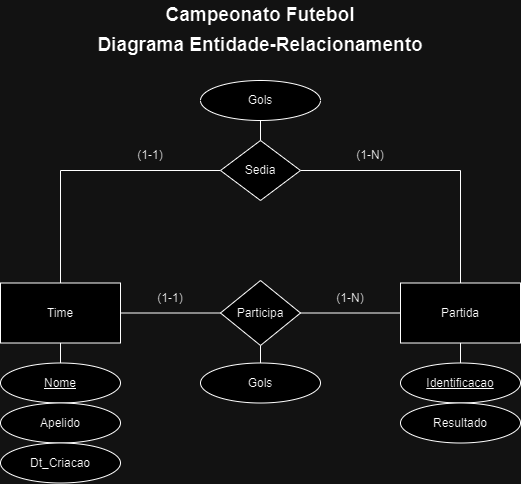 Campeonato Futebol
Diagrama Entidade-Relacionamento
Gols
(1-1)
(1-N)
Sedia
(1-1)
(1-N)
Time
Participa
Partida
Nome
Gols
Identificacao
Apelido
Resultado
Dt_Criacao